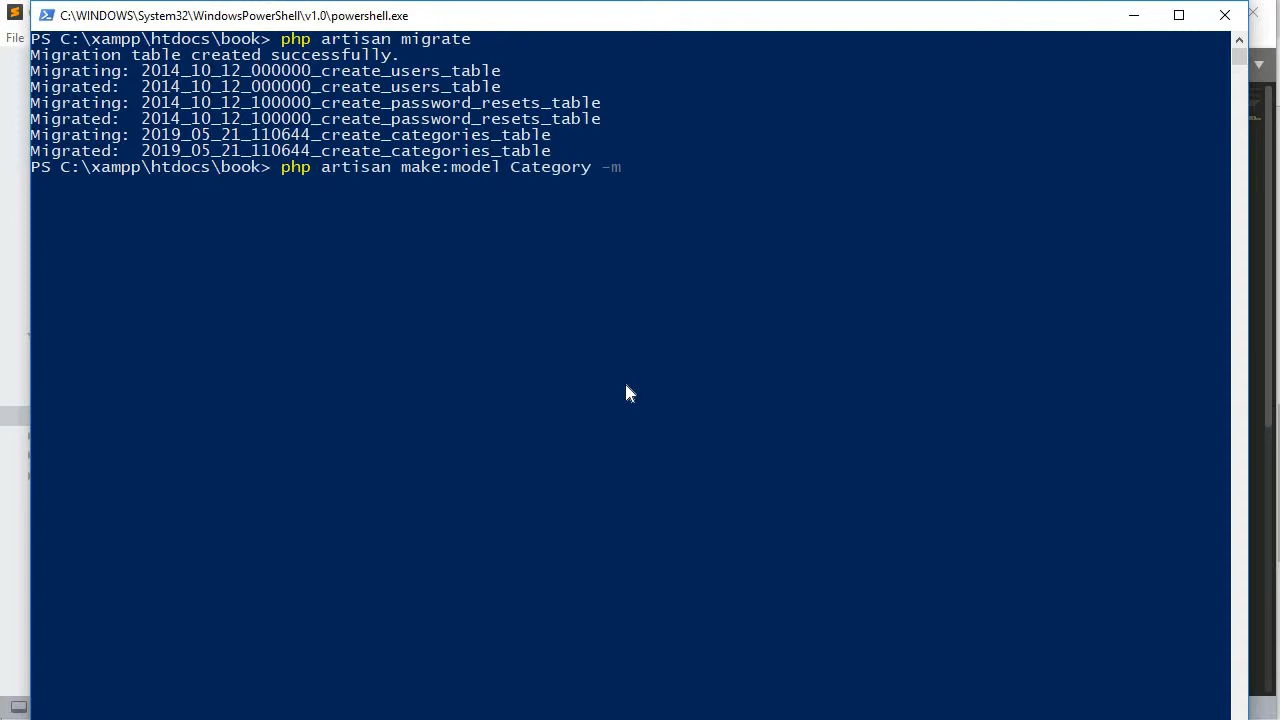 C:\WINDOWS\System32\WindowsPowerShell\v1.0\powershell.exe
File
PS C:\xampp\htdocs\book> php artisan migrate
Migration table created successfully.
Migrating: 2014_10_12_000000_create_users_table
Migrated:  2014_10_12_000000_create_users_table
Migrating: 2014_10_12_100000_create_password_resets_table
Migrated:  2014_10_12_100000_create_password_resets_table
Migrating: 2019_05_21_110644_create_categories_table
Migrated:  2019_05_21_110644_create_categories_table
PS C:\xampp\htdocs\book> php artisan make:model Category -m